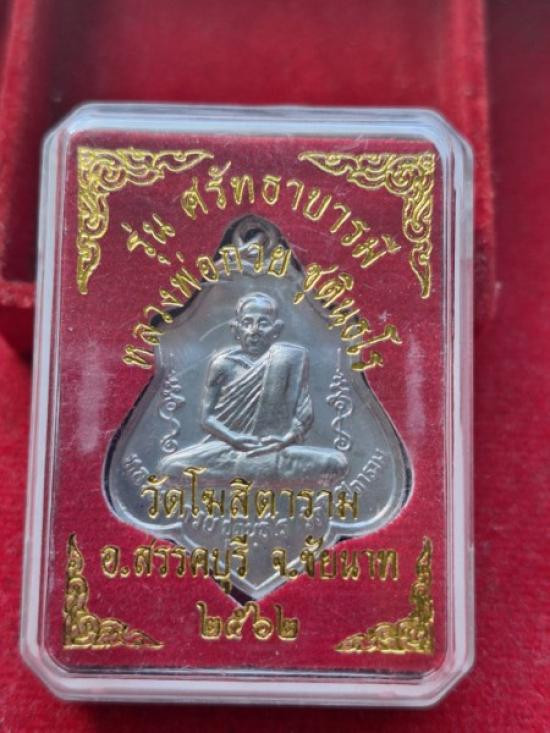 รุ่น ศรัทธาบารมี
หลวงพ่อกวย ชุตินฺธโร
วัดโฆสิตาราม
อ.สรรคบุรี จ.ชัยนาท
๒๕๖๒